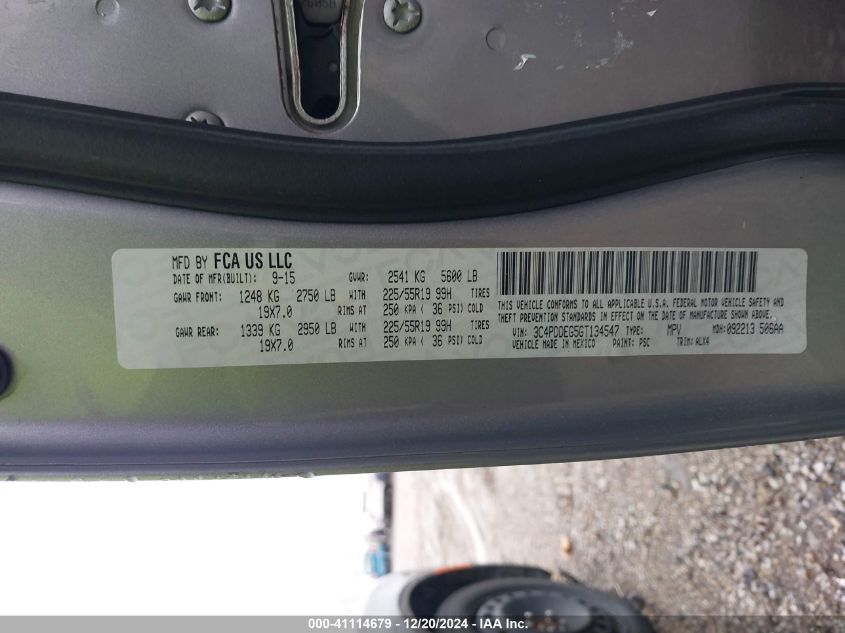 MFD BY FCA US LLC
DATE OF MFR(BUILT): 9-15 GVWR: 2541 KG 5600 LB
GAWR FRONT: 1248 KG 2750 LB WITH 225/55R19 99H TIRES
19X7.0 RIMS AT 250 KPA ( 36 PSI) COLD
GAWR REAR: 1339 KG 2950 LB WITH 225/55R19 99H TIRES
19X7.0 RIMS AT 250 KPA ( 36 PSI) COLD
THIS VEHICLE CONFORMS TO ALL APPLICABLE U.S.A. FEDERAL MOTOR VEHICLE SAFETY AND
THEFT PREVENTION STANDARDS IN EFFECT ON THE DATE OF MANUFACTURE SHOWN ABOVE.
VIN: 3C4PDDEG5GT134547 TYPE: MPV MDH: 092213 506AA
VEHICLE MADE IN MEXICO PAINT: PSC TRIM: ALX4
000-41114679 - 12/20/2024 - IAA Inc.